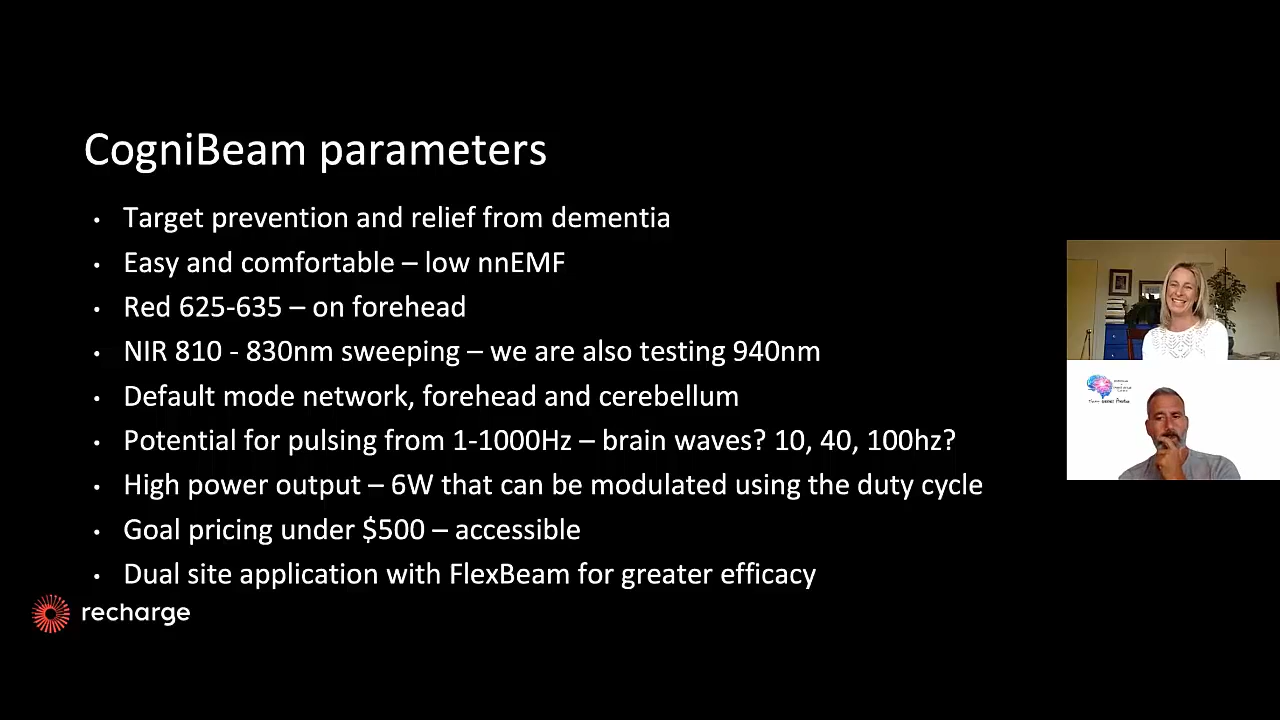 CogniBeam parameters
• Target prevention and relief from dementia
• Easy and comfortable – low nnEMF
• Red 625-635 – on forehead
• NIR 810 - 830nm sweeping – we are also testing 940nm
• Default mode network, forehead and cerebellum
• Potential for pulsing from 1-1000Hz – brain waves? 10, 40, 100hz?
• High power output – 6W that can be modulated using the duty cycle
• Goal pricing under $500 – accessible
• Dual site application with FlexBeam for greater efficacy
recharge